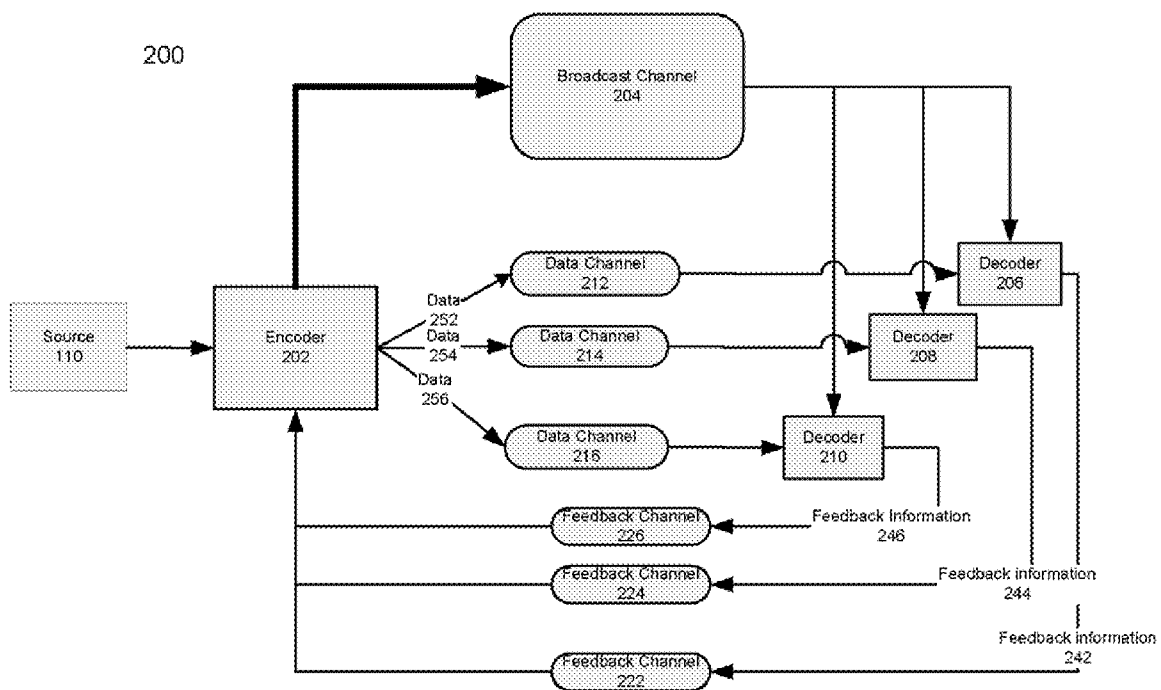 200
Broadcast Channel
204
Data Channel
212
Decoder
206
Data
252
Source
110
Encoder
202
Data
254
Data Channel
214
Decoder
208
Data
256
Data Channel
216
Decoder
210
Feedback Channel
226
Feedback Information
246
Feedback Channel
224
Feedback information
244
Feedback Channel
222
Feedback information
242